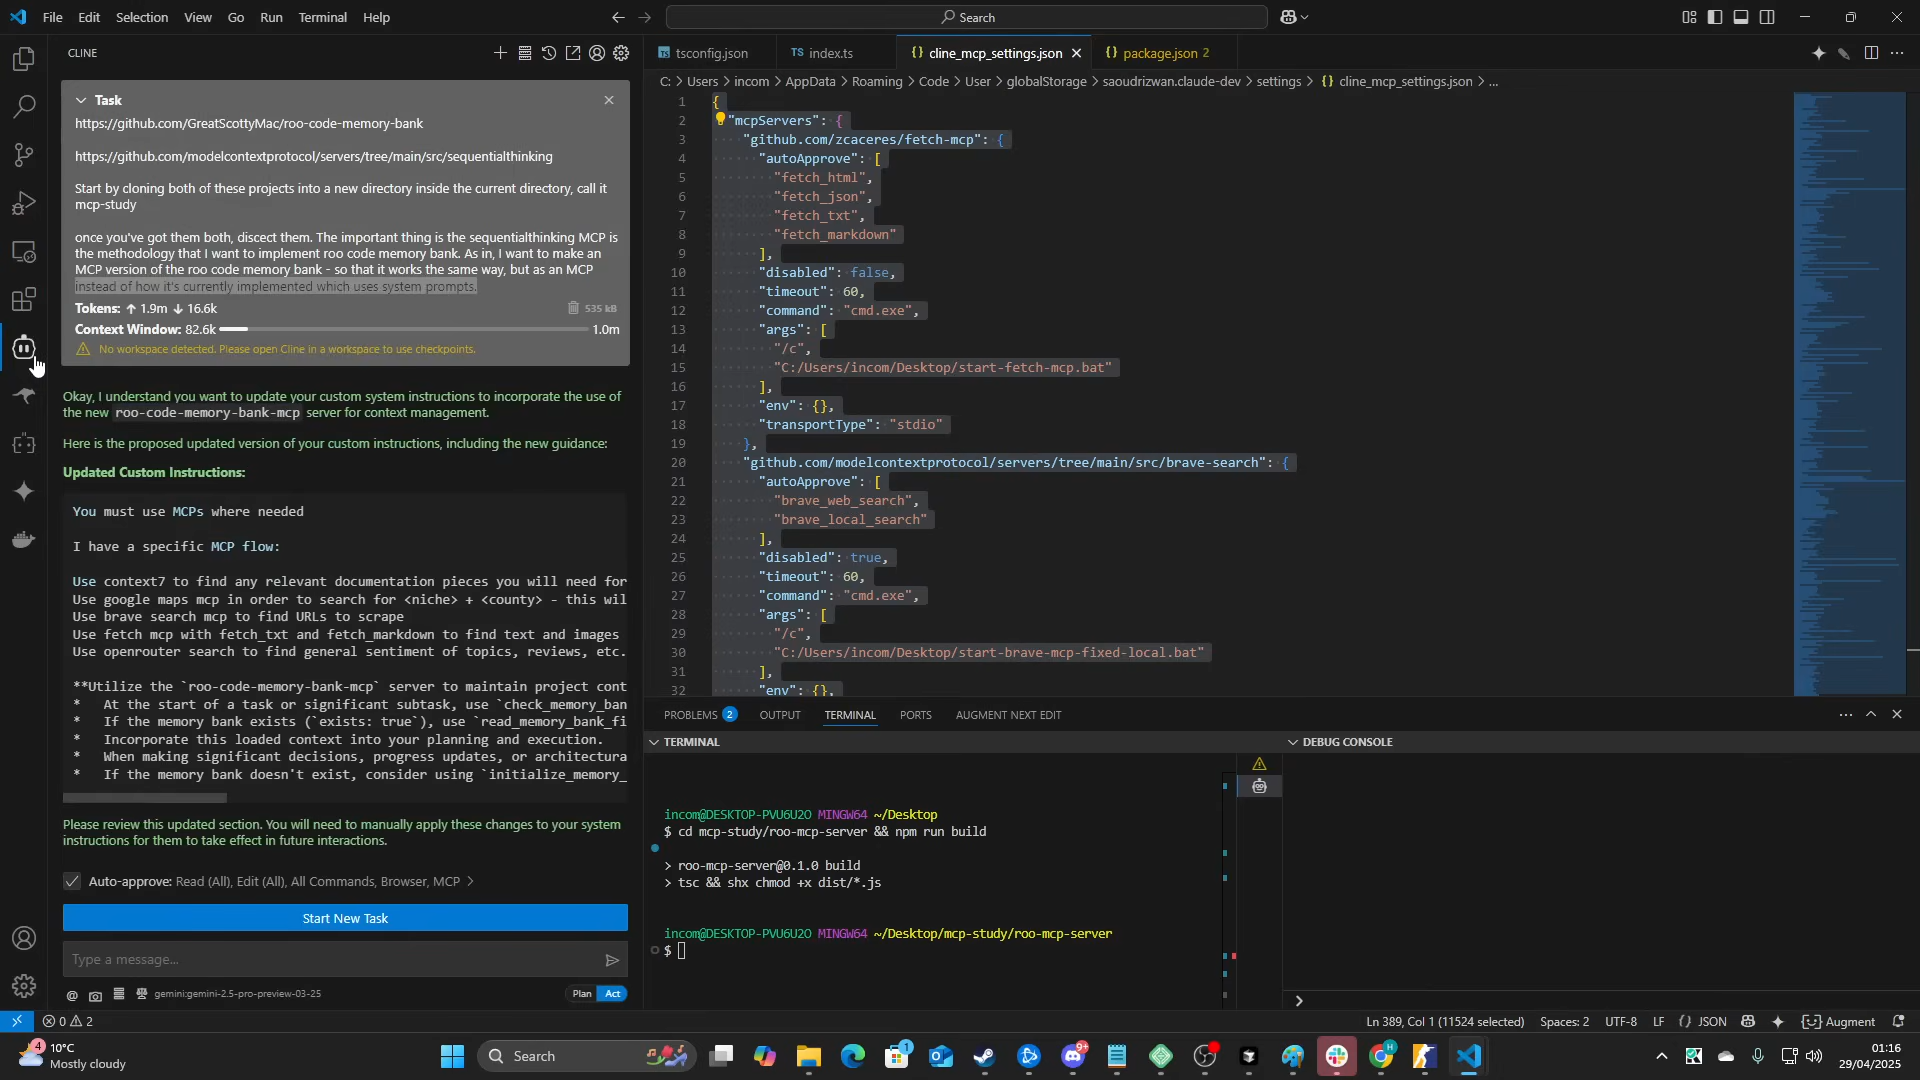 File Edit Selection View Go Run Terminal Help
Search
CLINE
Task
https://github.com/GreatScottyMac/roo-code-memory-bank
https://github.com/modelcontextprotocol/servers/tree/main/src/sequentialthinking
Start by cloning both of these projects into a new directory inside the current directory, call it
mcp-study
once you've got them both, discect them. The important thing is the sequentialthinking MCP is
the methodology that I want to implement roo code memory bank. As in, I want to make an
MCP version of the roo code memory bank - so that it works the same way, but as an MCP
instead of how it's currently implemented which uses system prompts.
Tokens: ↑ 1.9m ↓ 16.6k 535 kB
Context Window: 82.6k 1.0m
No workspace detected. Please open Cline in a workspace to use checkpoints.
Okay, I understand you want to update your custom system instructions to incorporate the use of
the new roo-code-memory-bank-mcp server for context management.
Here is the proposed updated version of your custom instructions, including the new guidance:
Updated Custom Instructions:
You must use MCPs where needed
I have a specific MCP flow:
Use context7 to find any relevant documentation pieces you will need for
Use google maps mcp in order to search for <niche> + <county> - this wil
Use brave search mcp to find URLs to scrape
Use fetch mcp with fetch_txt and fetch_markdown to find text and images
Use openrouter search to find general sentiment of topics, reviews, etc.
**Utilize the `roo-code-memory-bank-mcp` server to maintain project cont
* At the start of a task or significant subtask, use `check_memory_ban
* If the memory bank exists (`exists: true`), use `read_memory_bank_fi
* Incorporate this loaded context into your planning and execution.
* When making significant decisions, progress updates, or architectura
* If the memory bank doesn't exist, consider using `initialize_memory_
Please review this updated section. You will need to manually apply these changes to your system
instructions for them to take effect in future interactions.
Auto-approve: Read (All), Edit (All), All Commands, Browser, MCP >
Start New Task
Type a message...
@ gemini:gemini-2.5-pro-preview-03-25 Plan Act
tsconfig.json TS index.ts {} cline_mcp_settings.json {} package.json 2
C: > Users > incom > AppData > Roaming > Code > User > globalStorage > saoudrizwan.claude-dev > settings > {} cline_mcp_settings.json > ...
1 {
2 "mcpServers": {
3 "github.com/zcaceres/fetch-mcp": {
4 "autoApprove": [
5 "fetch_html",
6 "fetch_json",
7 "fetch_txt",
8 "fetch_markdown"
9 ],
10 "disabled": false,
11 "timeout": 60,
12 "command": "cmd.exe",
13 "args": [
14 "/c",
15 "C:/Users/incom/Desktop/start-fetch-mcp.bat"
16 ],
17 "env": {},
18 "transportType": "stdio"
19 },
20 "github.com/modelcontextprotocol/servers/tree/main/src/brave-search": {
21 "autoApprove": [
22 "brave_web_search",
23 "brave_local_search"
24 ],
25 "disabled": true,
26 "timeout": 60,
27 "command": "cmd.exe",
28 "args": [
29 "/c",
30 "C:/Users/incom/Desktop/start-brave-mcp-fixed-local.bat"
31 ],
32 "env": {},
PROBLEMS 2 OUTPUT TERMINAL PORTS AUGMENT NEXT EDIT
TERMINAL
DEBUG CONSOLE
incom@DESKTOP-PVU6U2O MINGW64 ~/Desktop
$ cd mcp-study/roo-mcp-server && npm run build
> roo-mcp-server@0.1.0 build
> tsc && shx chmod +x dist/*.js
incom@DESKTOP-PVU6U2O MINGW64 ~/Desktop/mcp-study/roo-mcp-server
$
0 2
Ln 389, Col 1 (11524 selected) Spaces: 2 UTF-8 LF {} JSON Augment
4
10°C
Mostly cloudy
Search
1
9+
H
01:16
29/04/2025